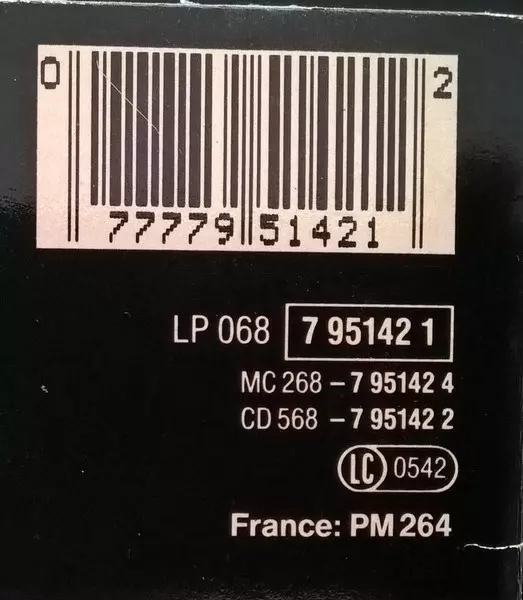 0 77779 51421 2
LP 068 7 95142 1
MC 268 – 7 95142 4
CD 568 – 7 95142 2
LC 0542
France: PM 264